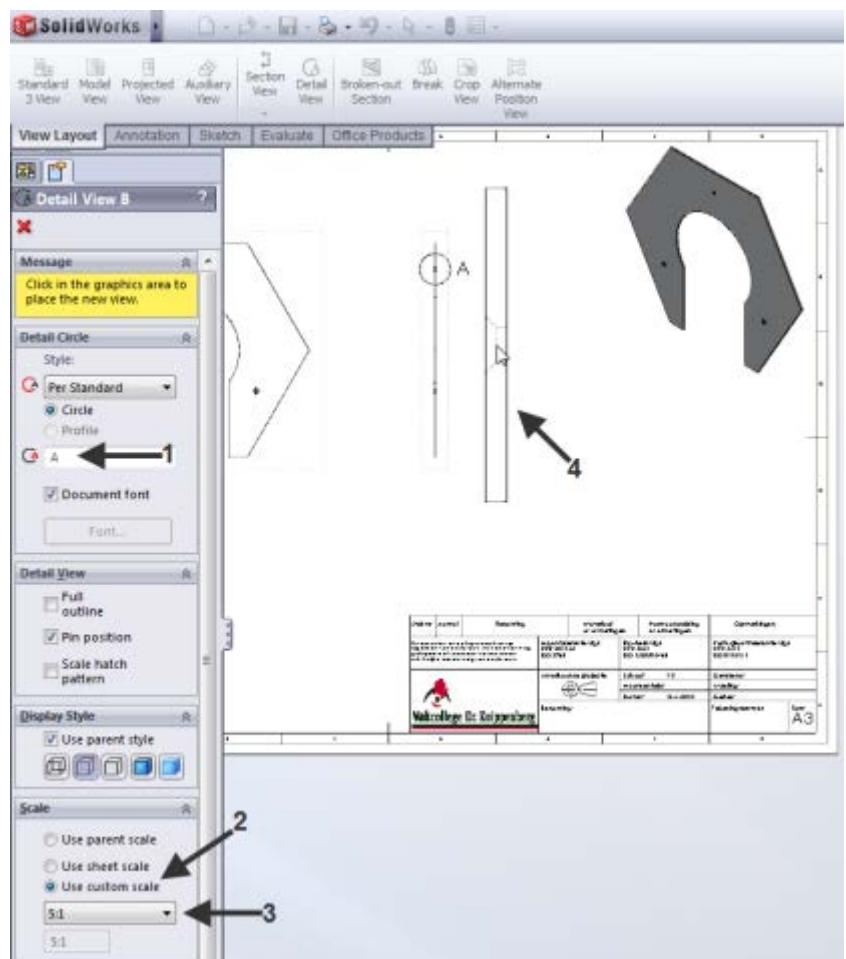 SolidWorks
Standard 3 View
Model View
Projected View
Auxiliary View
Section View
Detail View
Broken-out Section
Break
Crop View
Alternate Position View
View Layout Annotation Sketch Evaluate Office Products
Detail View B ?
Message
Click in the graphics area to
place the new view.
Detail Circle
Style:
Per Standard
Circle
Profile
A 1
Document font
Font...
Detail View
Full
outline
Pin position
Scale hatch
pattern
Display Style
Use parent style
Scale
Use parent scale
2
Use sheet scale
Use custom scale
5:1 3
5:1
A
4
Vakcollege Dr. Knippenberg
A3